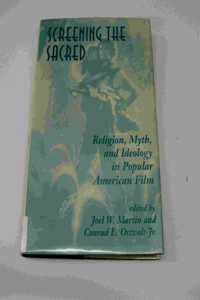 SCREENING THE
SACRED
Religion, Myth,
and Ideology
in Popular
American Film
edited by
Joel W. Martin and
Conrad E. Ostwalt Jr.